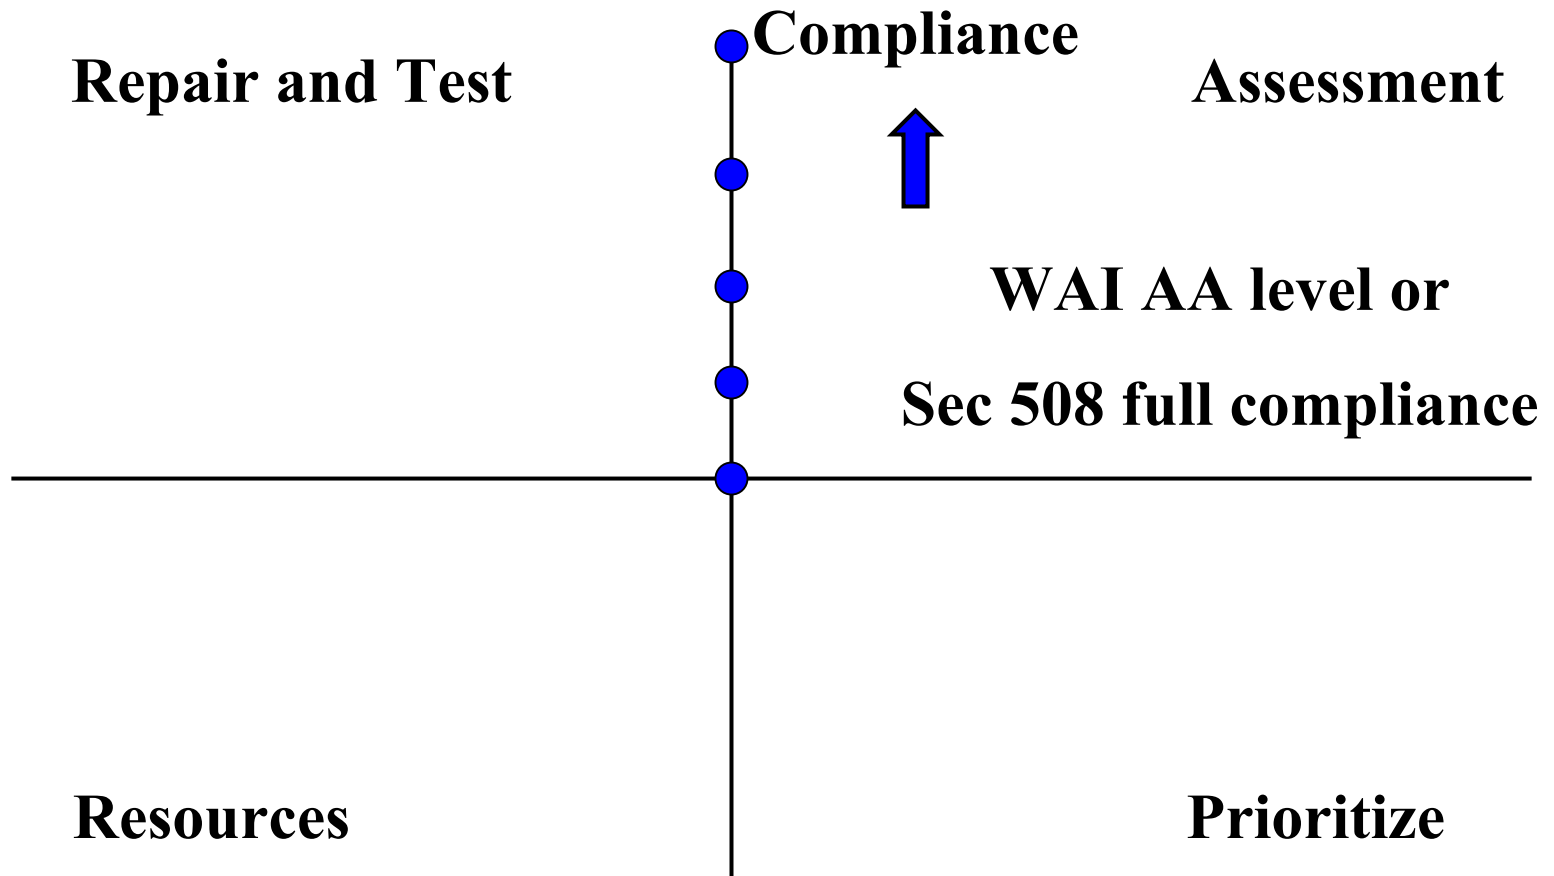 Compliance
Repair and Test
Assessment
WAI AA level or
Sec 508 full compliance
Resources
Prioritize